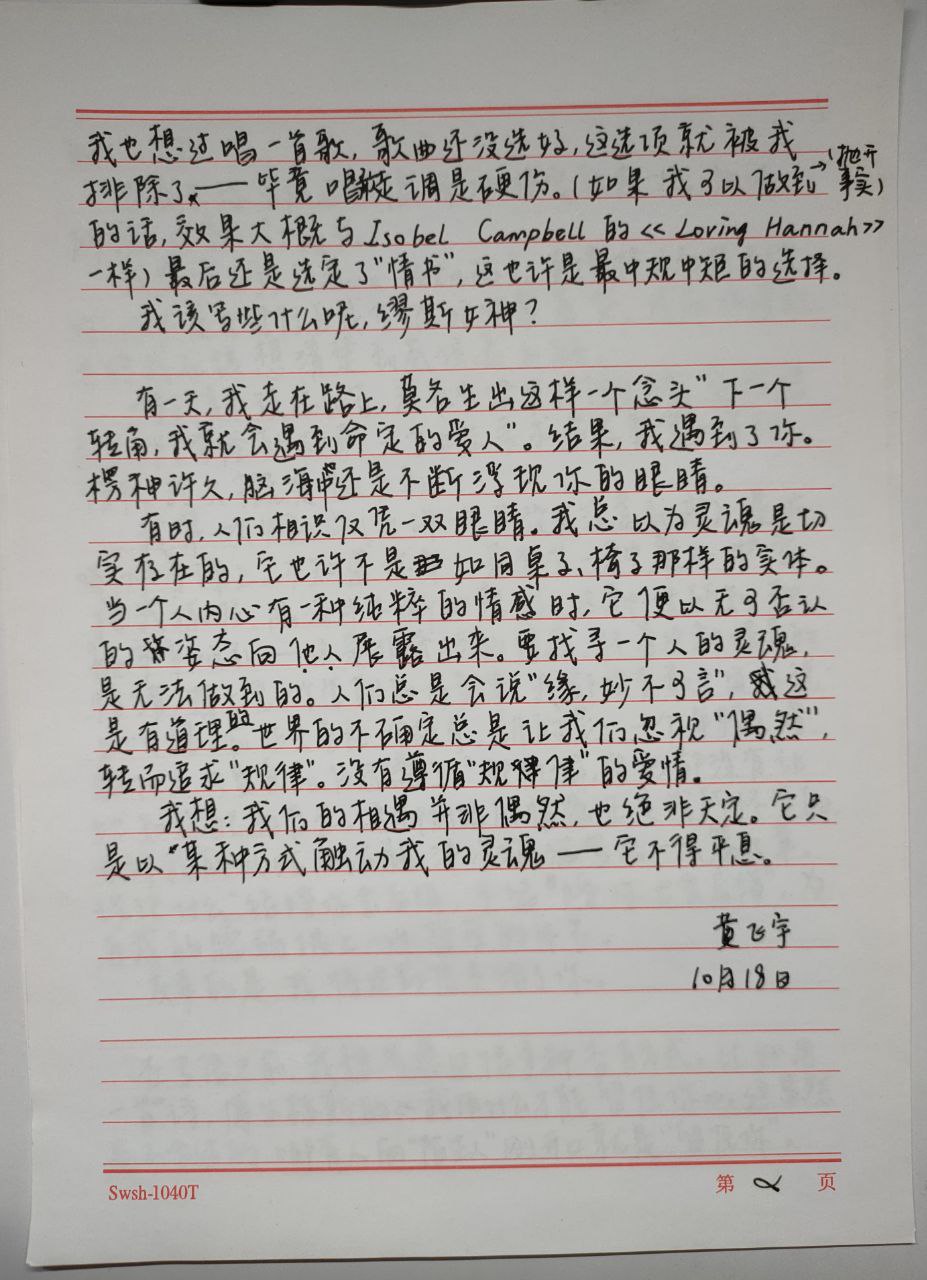 我也想过唱一首歌，歌曲还没选好，这选项就被我
排除了——毕竟唱歌走调是硬伤。（如果我可以做到→（抛开事实）
的话，效果大概与Isobel Campbell的<<Loving Hannah>>
一样）最后还是选定了"情书"，这也许是最中规中矩的选择。
我该写些什么呢，缪斯女神？
有一天，我走在路上，莫名生出这样一个念头"下一个
转角，我就会遇到命定的爱人"。结果，我遇到了你。
楞神许久，脑海中还是不断浮现你的眼睛。
有时，人们相识仅凭一双眼睛。我总以为灵魂是切
实存在的，它也许不是如同桌子、椅子那样的实体。
当一个人内心有一种纯粹的情感时，它便以无可否认
的姿态向他人展露出来。要找寻一个人的灵魂，
是无法做到的。人们总是会说"缘，妙不可言"，这
是有道理的。世界的不确定总是让我们忽视"偶然"，
转而追求"规律"。没有遵循"规律"的爱情。
我想：我们的相遇并非偶然，也绝非天定。它只
是以某种方式触动我的灵魂——它不得平息。
黄飞宇
10月18日
Swsh-1040T 第 2 页